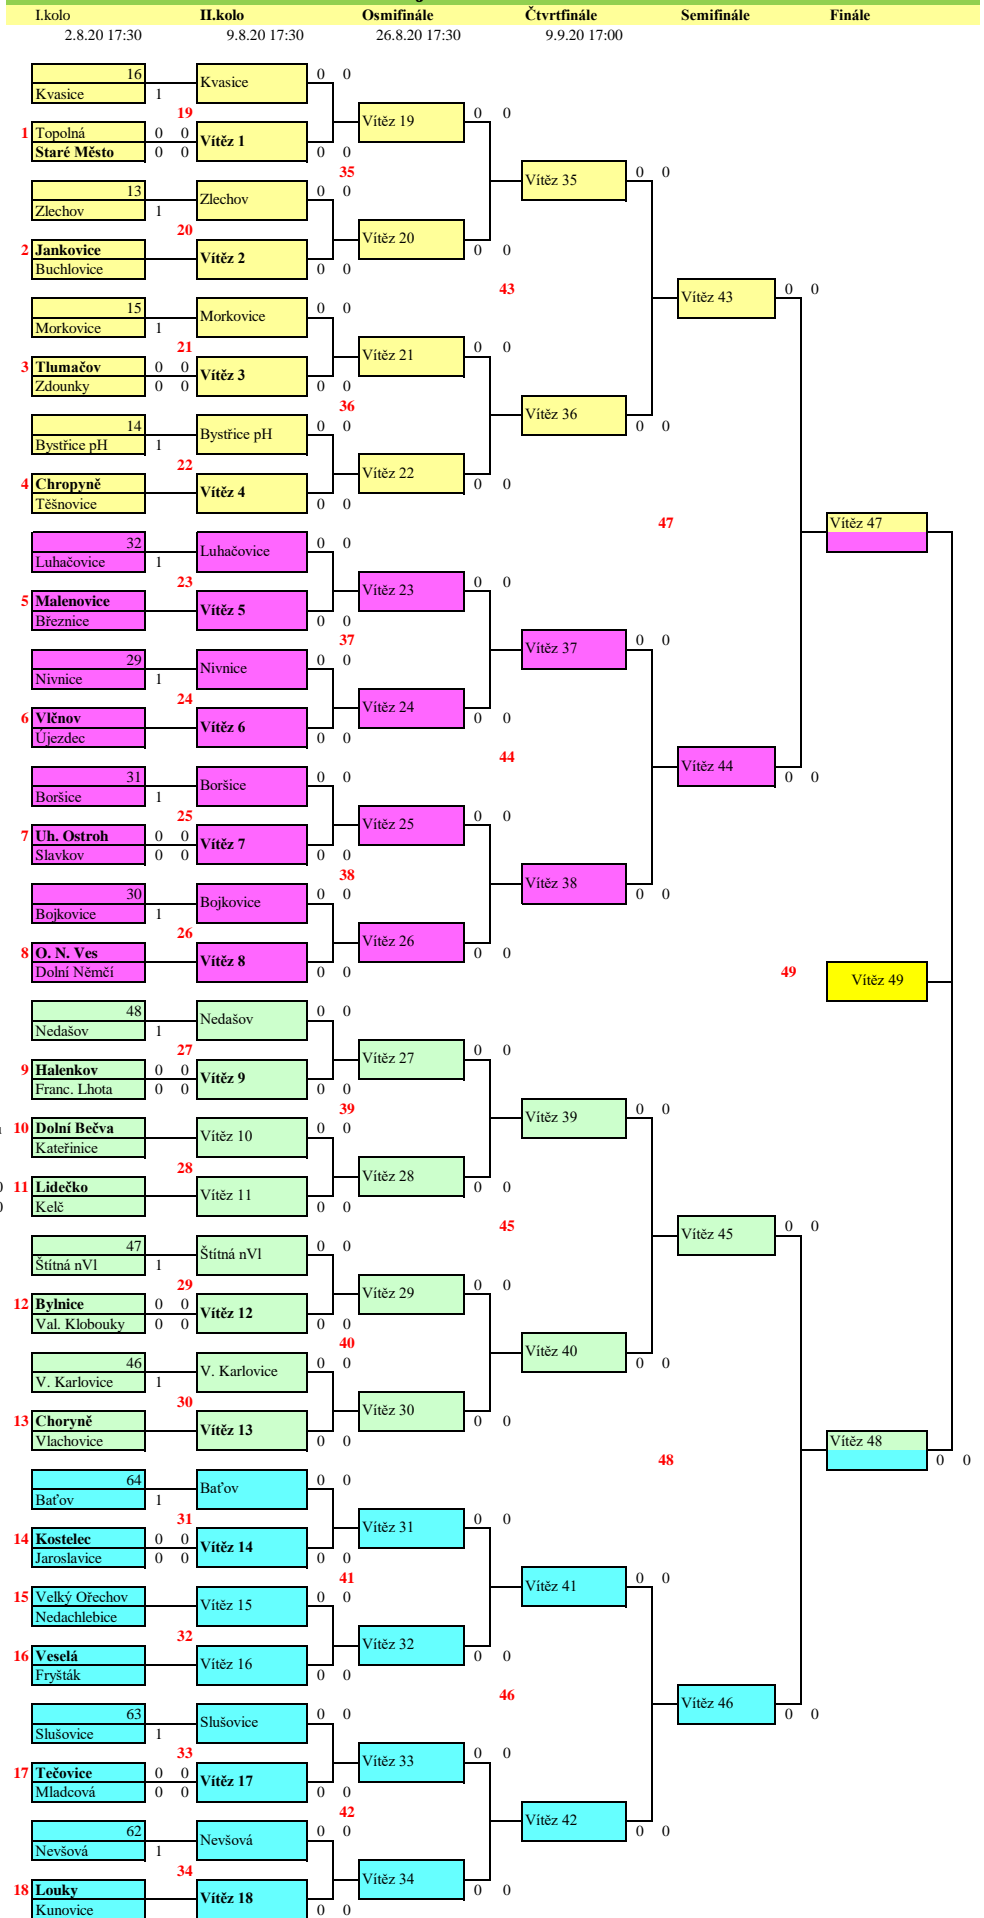 I.kolo II.kolo Osmifinále Čtvrtfinále Semifinále Finále
2.8.20 17:30 9.8.20 17:30 26.8.20 17:30 9.9.20 17:00
16 0 0
Kvasice 1 Kvasice
19 Vítěz 19 0 0
1 Topolná 0 0 Vítěz 1
Staré Město 0 0 0 0
35 Vítěz 35 0 0
13 0 0
Zlechov 1 Zlechov
20 Vítěz 20
2 Jankovice Vítěz 2 0 0
Buchlovice 0 0
43 Vítěz 43 0 0
15 0 0
Morkovice 1 Morkovice
21 Vítěz 21 0 0
3 Tlumačov 0 0 Vítěz 3
Zdounky 0 0 0 0
36 Vítěz 36
14 0 0 0 0
Bystřice pH 1 Bystřice pH
22 Vítěz 22
4 Chropyně Vítěz 4 0 0
Těšnovice 0 0
47 Vítěz 47
32 0 0
Luhačovice 1 Luhačovice
23 Vítěz 23 0 0
5 Malenovice Vítěz 5
Březnice 0 0
37 Vítěz 37 0 0
29 0 0
Nivnice 1 Nivnice
24 Vítěz 24
6 Vlčnov Vítěz 6 0 0
Újezdec 0 0
44 Vítěz 44
31 0 0 0 0
Boršice 1 Boršice
25 Vítěz 25 0 0
7 Uh. Ostroh 0 0 Vítěz 7
Slavkov 0 0 0 0
38 Vítěz 38
30 0 0 0 0
Bojkovice 1 Bojkovice
26 Vítěz 26
8 O. N. Ves Vítěz 8 0 0
Dolní Němčí 0 0
49 Vítěz 49
48 0 0
Nedašov 1 Nedašov
27 Vítěz 27 0 0
9 Halenkov 0 0 Vítěz 9
Franc. Lhota 0 0 0 0
39 Vítěz 39 0 0
10 Dolní Bečva Vítěz 10 0 0
Kateřinice
28 Vítěz 28
11 Lidečko Vítěz 11 0 0
Kelč 0 0
45 Vítěz 45 0 0
47 0 0
Štítná nVl 1 Štítná nVl
29 Vítěz 29 0 0
12 Bylnice 0 0 Vítěz 12
Val. Klobouky 0 0 0 0
40 Vítěz 40
46 0 0 0 0
V. Karlovice 1 V. Karlovice
30 Vítěz 30
13 Choryně Vítěz 13 0 0
Vlachovice 0 0
48 Vítěz 48 0 0
64 0 0
Baťov 1 Baťov
31 Vítěz 31 0 0
14 Kostelec 0 0 Vítěz 14
Jaroslavice 0 0 0 0
41 Vítěz 41 0 0
15 Velký Ořechov Vítěz 15 0 0
Nedachlebice
32 Vítěz 32
16 Veselá Vítěz 16 0 0
Fryšták 0 0
46 Vítěz 46
63 0 0 0 0
Slušovice 1 Slušovice
33 Vítěz 33 0 0
17 Tečovice 0 0 Vítěz 17
Mladcová 0 0 0 0
42 Vítěz 42
62 0 0 0 0
Nevšová 1 Nevšová
34 Vítěz 34
18 Louky Vítěz 18 0 0
Kunovice 0 0